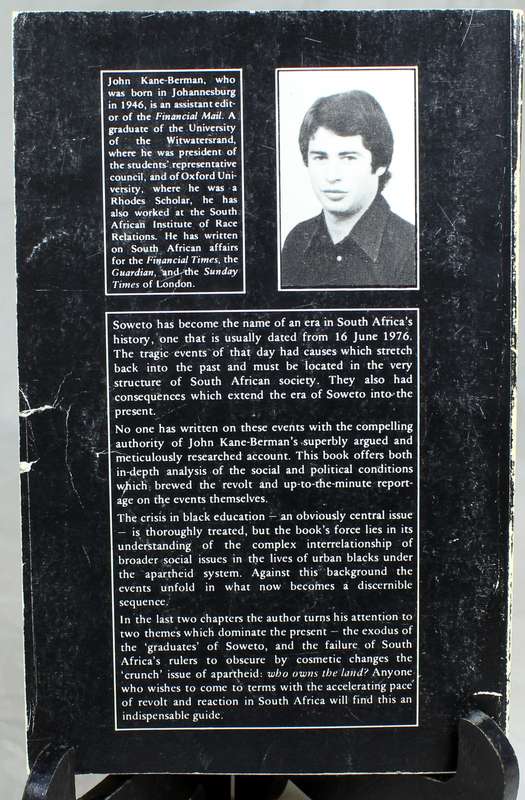 John Kane-Berman, who
was born in Johannesburg
in 1946, is an assistant edit-
or of the Financial Mail. A
graduate of the University
of the Witwatersrand,
where he was president of
the students' representative
council, and of Oxford Uni-
versity, where he was a
Rhodes Scholar, he has
also worked at the South
African Institute of Race
Relations. He has written
on South African affairs
for the Financial Times, the
Guardian, and the Sunday
Times of London.
Soweto has become the name of an era in South Africa's
history, one that is usually dated from 16 June 1976.
The tragic events of that day had causes which stretch
back into the past and must be located in the very
structure of South African society. They also had
consequences which extend the era of Soweto into the
present.
No one has written on these events with the compelling
authority of John Kane-Berman's superbly argued and
meticulously researched account. This book offers both
in-depth analysis of the social and political conditions
which brewed the revolt and up-to-the-minute report-
age on the events themselves.
The crisis in black education – an obviously central issue
– is thoroughly treated, but the book's force lies in its
understanding of the complex interrelationship of
broader social issues in the lives of urban blacks under
the apartheid system. Against this background the
events unfold in what now becomes a discernible
sequence.
In the last two chapters the author turns his attention to
two themes which dominate the present – the exodus of
the 'graduates' of Soweto, and the failure of South
Africa's rulers to obscure by cosmetic changes the
'crunch' issue of apartheid: who owns the land? Anyone
who wishes to come to terms with the accelerating pace
of revolt and reaction in South Africa will find this an
indispensable guide.